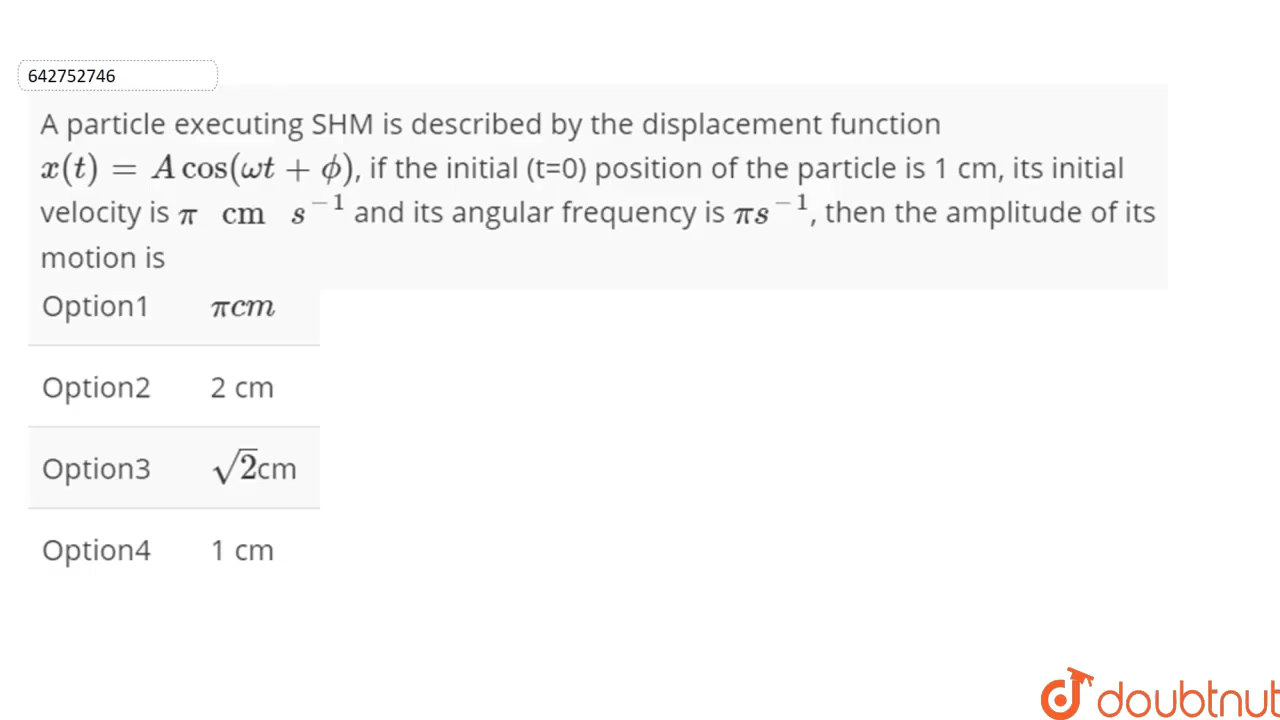 642752746
A particle executing SHM is described by the displacement function
x(t) = A cos(ωt + ϕ), if the initial (t=0) position of the particle is 1 cm, its initial
velocity is π cm s⁻¹ and its angular frequency is πs⁻¹, then the amplitude of its
motion is
Option1 πcm
Option2 2 cm
Option3 √2cm
Option4 1 cm
doubtnut